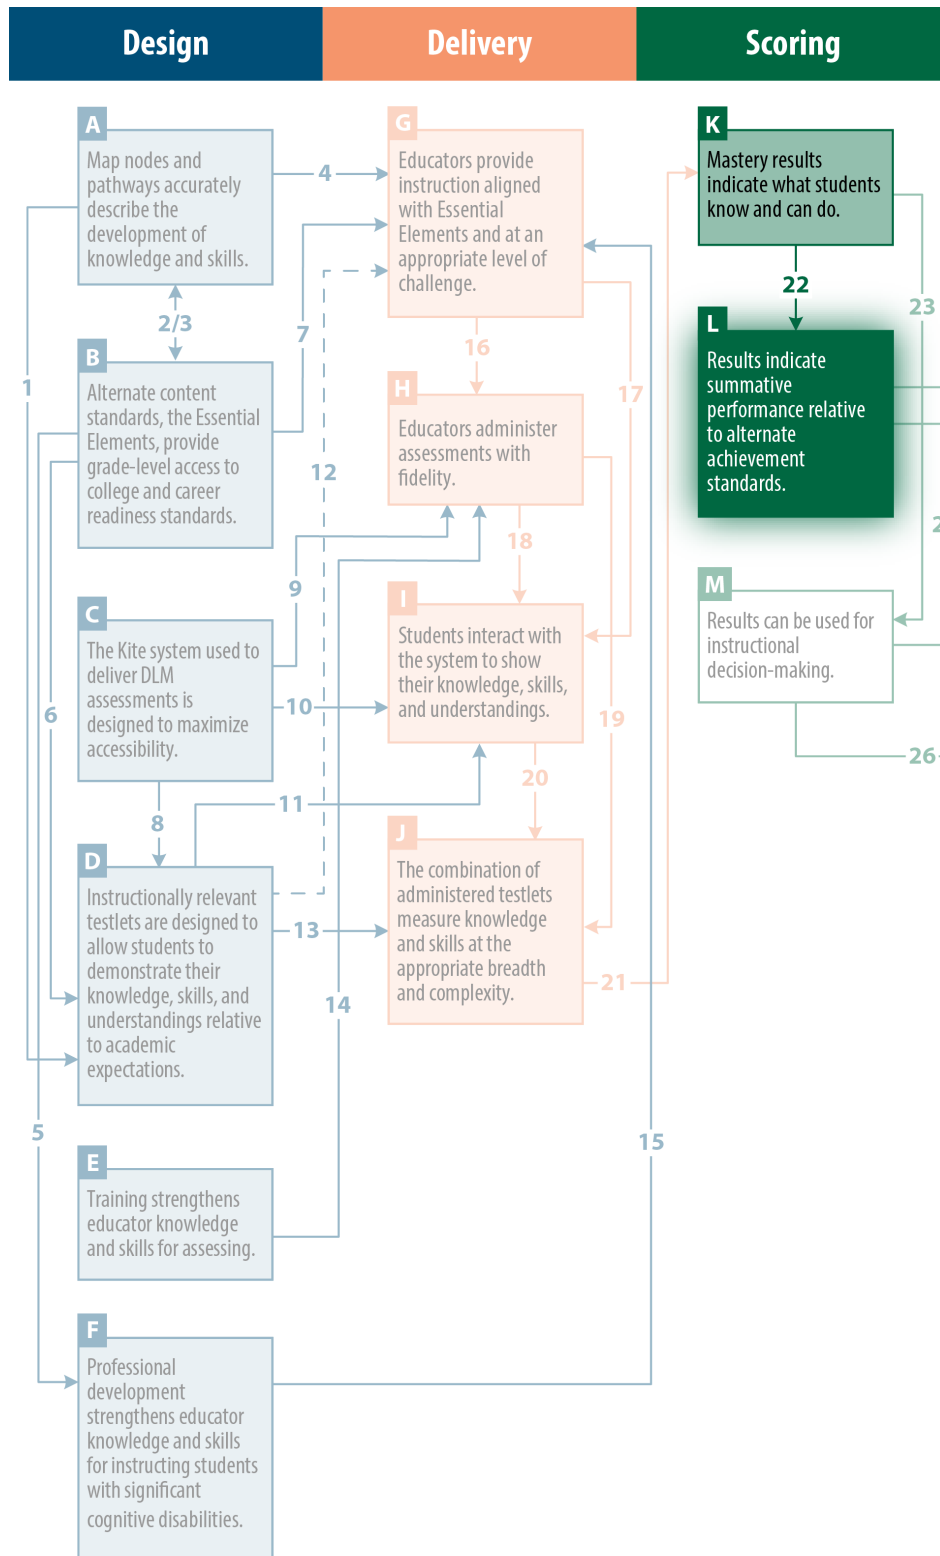 Design
Delivery
Scoring
A
Map nodes and
pathways accurately
describe the
development of
knowledge and skills.
2/3
B
Alternate content
standards, the Essential
Elements, provide
grade-level access to
college and career
readiness standards.
C
The Kite system used to
deliver DLM
assessments is
designed to maximize
accessibility.
8
D
Instructionally relevant
testlets are designed to
allow students to
demonstrate their
knowledge, skills, and
understandings relative
to academic
expectations.
E
Training strengthens
educator knowledge
and skills for assessing.
F
Professional
development
strengthens educator
knowledge and skills
for instructing students
with significant
cognitive disabilities.
1
6
5
4
7
12
9
10
11
13
14
G
Educators provide
instruction aligned
with Essential
Elements and at an
appropriate level of
challenge.
16
H
Educators administer
assessments with
fidelity.
18
I
Students interact with
the system to show
their knowledge, skills,
and understandings.
20
J
The combination of
administered testlets
measure knowledge
and skills at the
appropriate breadth
and complexity.
17
19
21
15
K
Mastery results
indicate what students
know and can do.
22
23
L
Results indicate
summative
performance relative
to alternate
achievement
standards.
M
Results can be used for
instructional
decision-making.
26